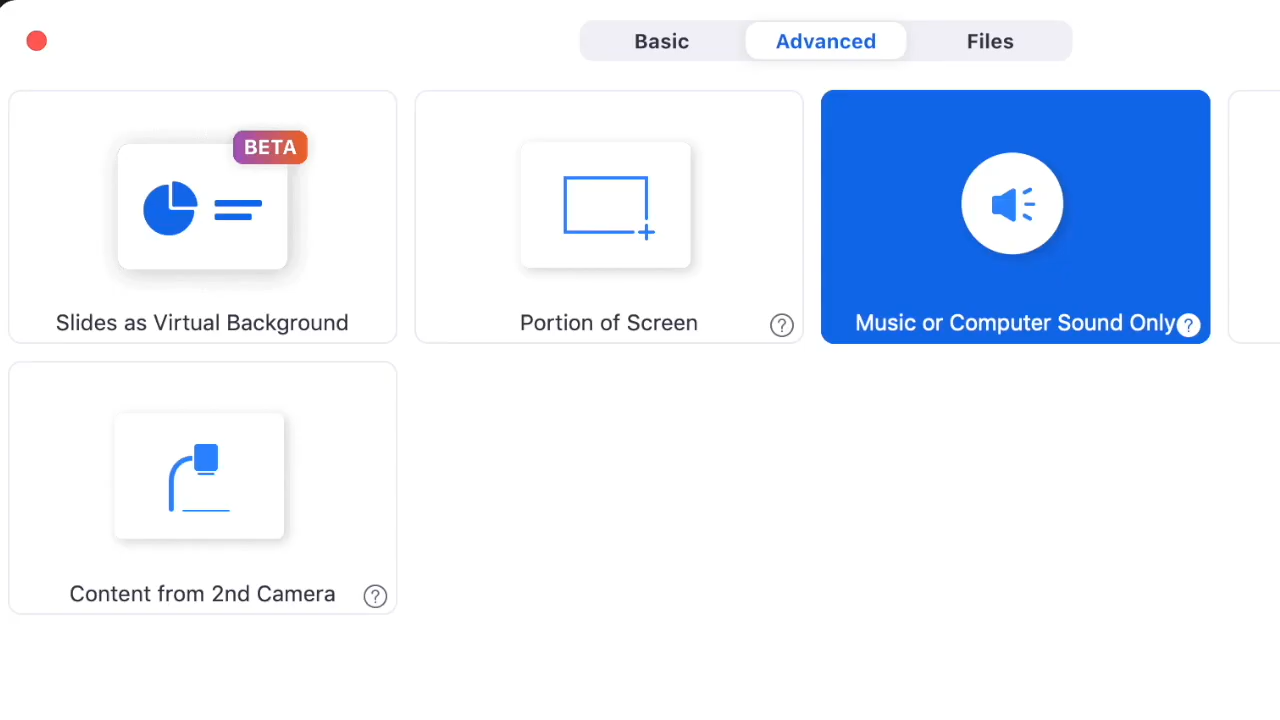 Basic
Advanced
Files
BETA
Slides as Virtual Background
Portion of Screen
?
Music or Computer Sound Only
?
Content from 2nd Camera
?